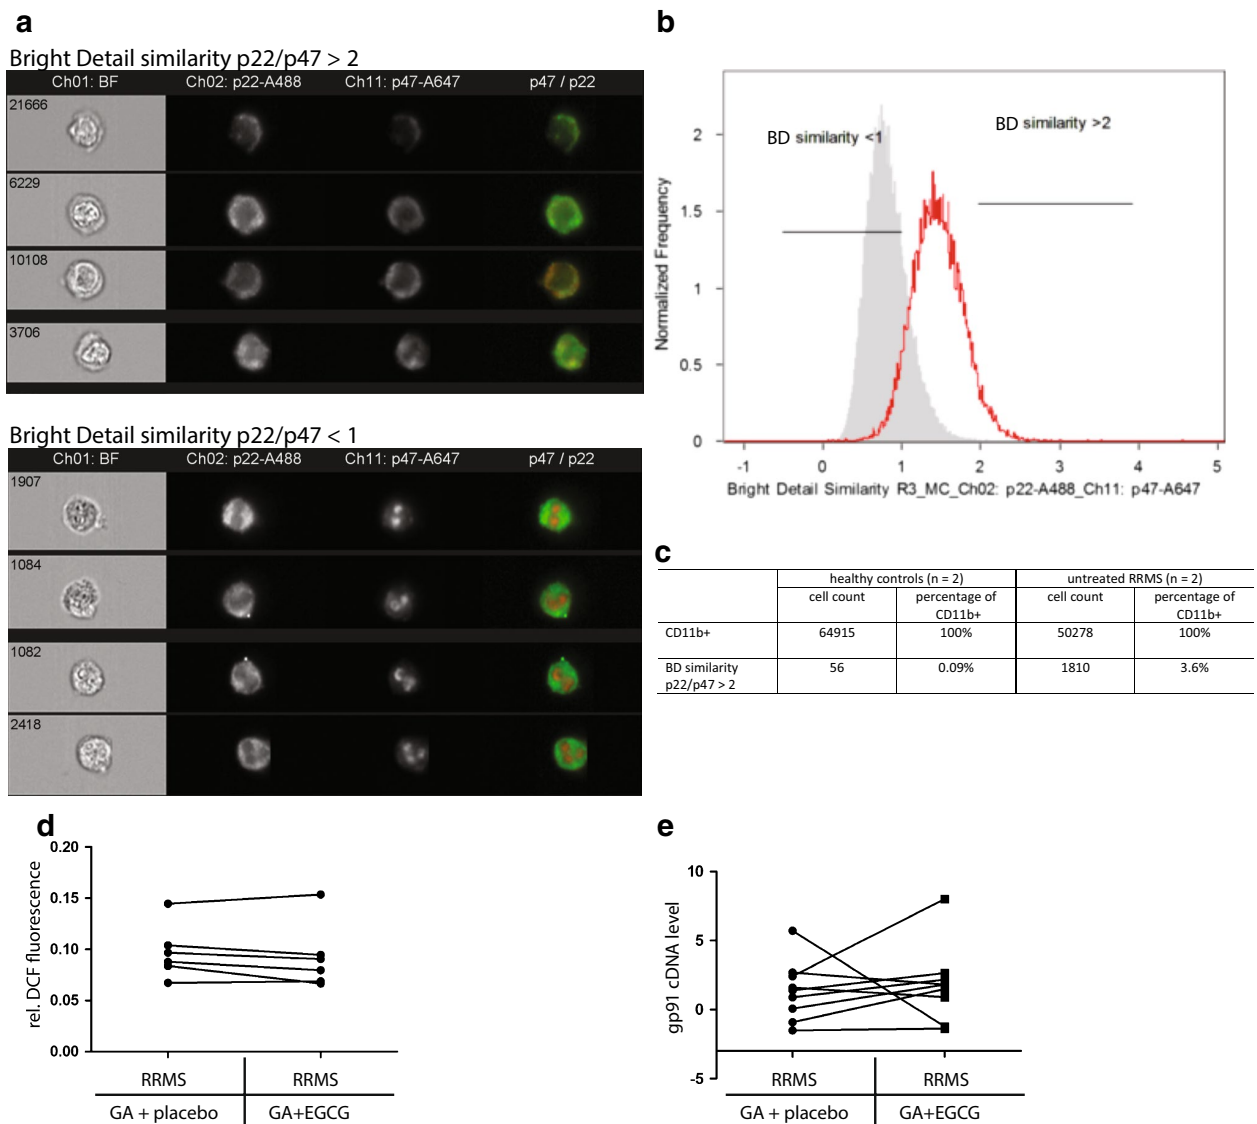 a
Bright Detail similarity p22/p47 > 2
Ch01: BF Ch02: p22-A488 Ch11: p47-A647 p47 / p22
21666
6229
10108
3706
Bright Detail similarity p22/p47 < 1
Ch01: BF Ch02: p22-A488 Ch11: p47-A647 p47 / p22
1907
1084
1082
2418
b
BD similarity <1
BD similarity >2
Normalized Frequency
2
1.5
1
0.5
0
-1 0 1 2 3 4 5
Bright Detail Similarity R3_MC_Ch02: p22-A488_Ch11: p47-A647
c
healthy controls (n = 2) untreated RRMS (n = 2)
cell count percentage of CD11b+ cell count percentage of CD11b+
CD11b+ 64915 100% 50278 100%
BD similarity p22/p47 > 2 56 0.09% 1810 3.6%
d
rel. DCF fluorescence
0.20
0.15
0.10
0.05
0.00
RRMS RRMS
GA + placebo GA+EGCG
e
gp91 cDNA level
10
5
0
-5
RRMS RRMS
GA + placebo GA+EGCG